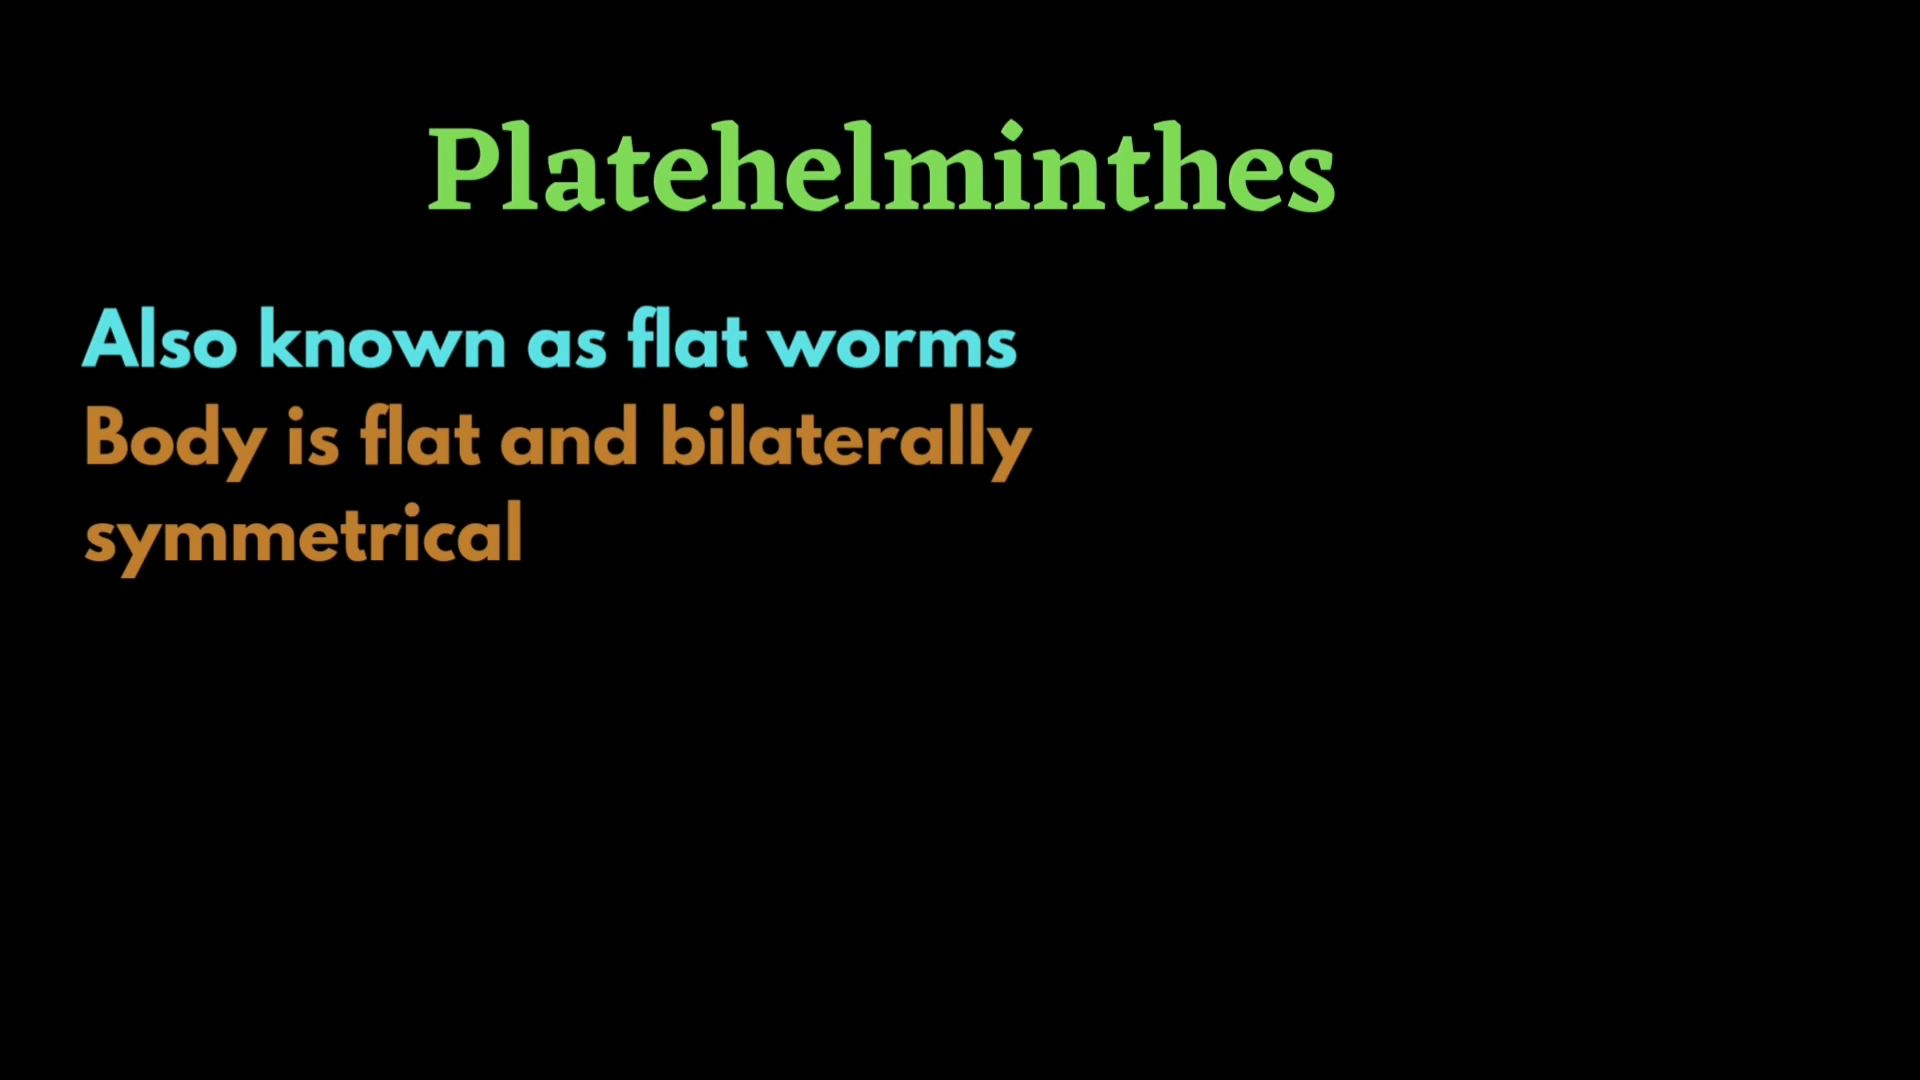 Platehelminthes
Also known as flat worms
Body is flat and bilaterally
symmetrical